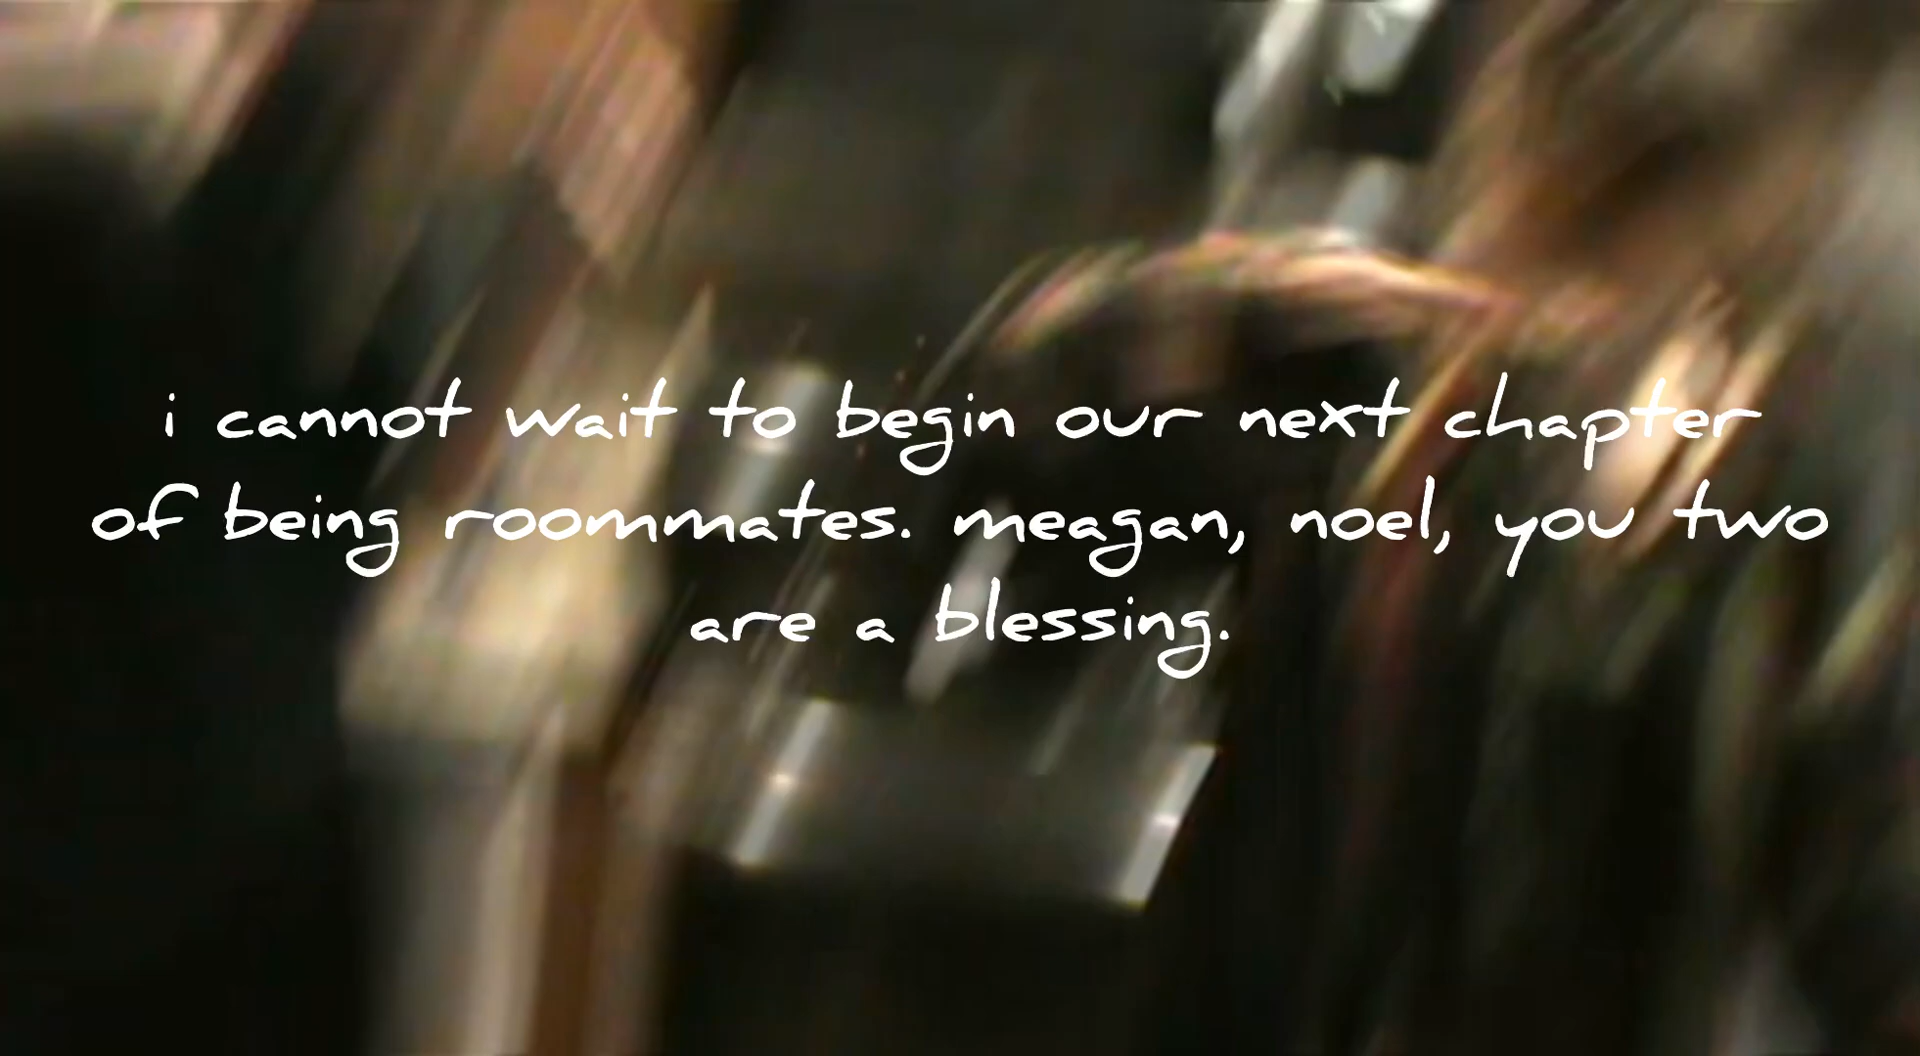 i cannot wait to begin our next chapter
of being roommates. meagan, noel, you two
are a blessing.